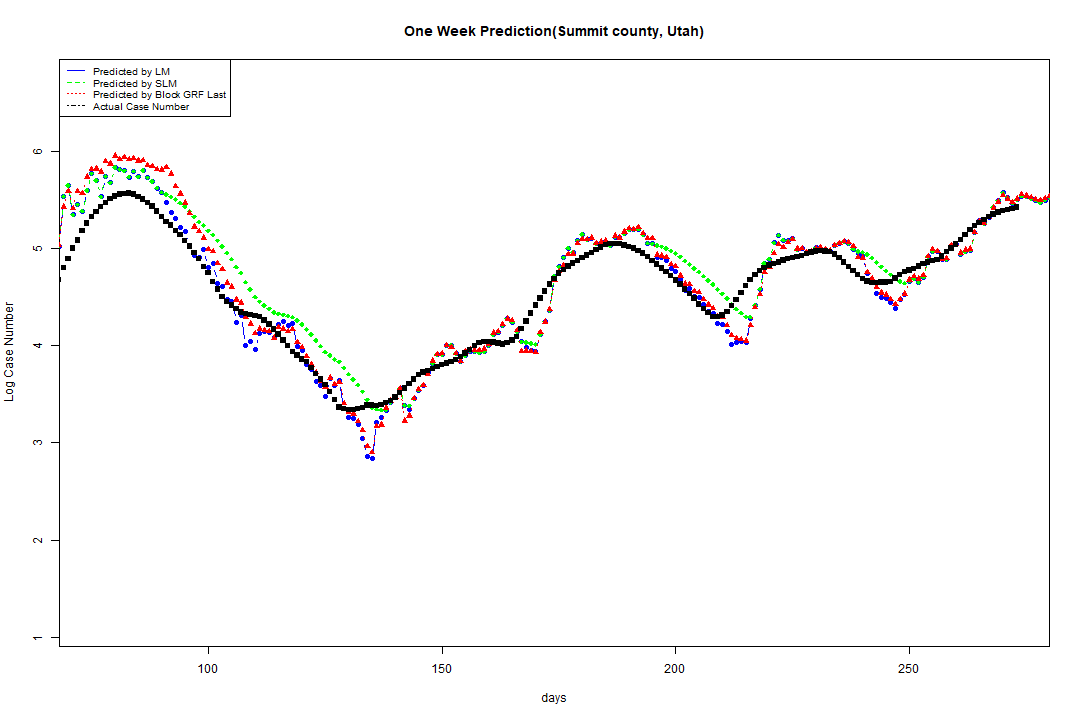 One Week Prediction(Summit county, Utah)
Predicted by LM
Predicted by SLM
Predicted by Block GRF Last
Actual Case Number
Log Case Number
6
5
4
3
2
1
100 150 200 250
days